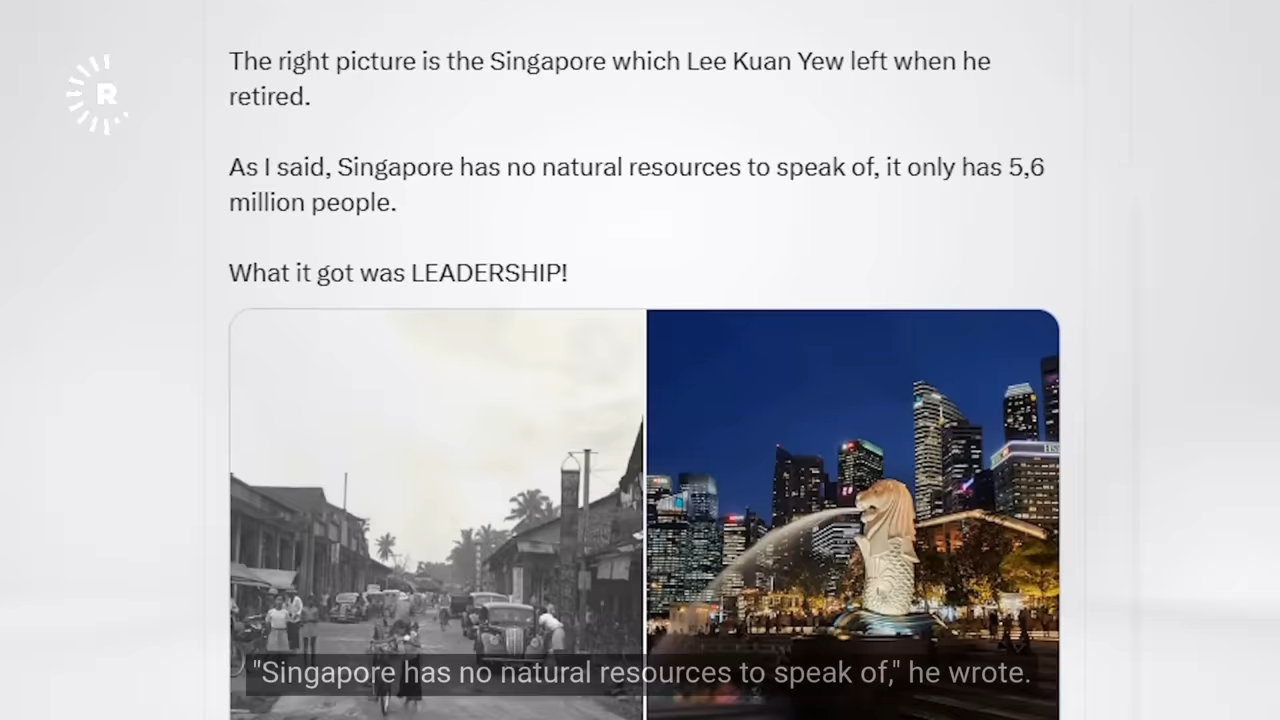 The right picture is the Singapore which Lee Kuan Yew left when he
retired.
As I said, Singapore has no natural resources to speak of, it only has 5,6
million people.
What it got was LEADERSHIP!
R
"Singapore has no natural resources to speak of," he wrote.